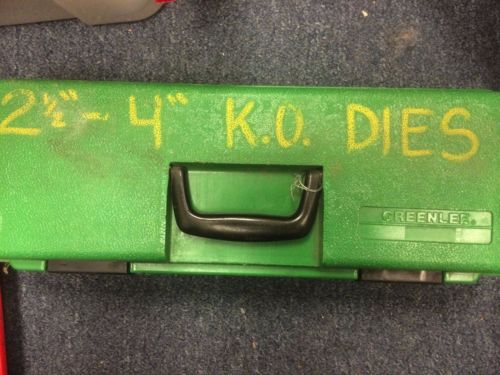 2½"- 4" K.O. DIES
GREENLEE